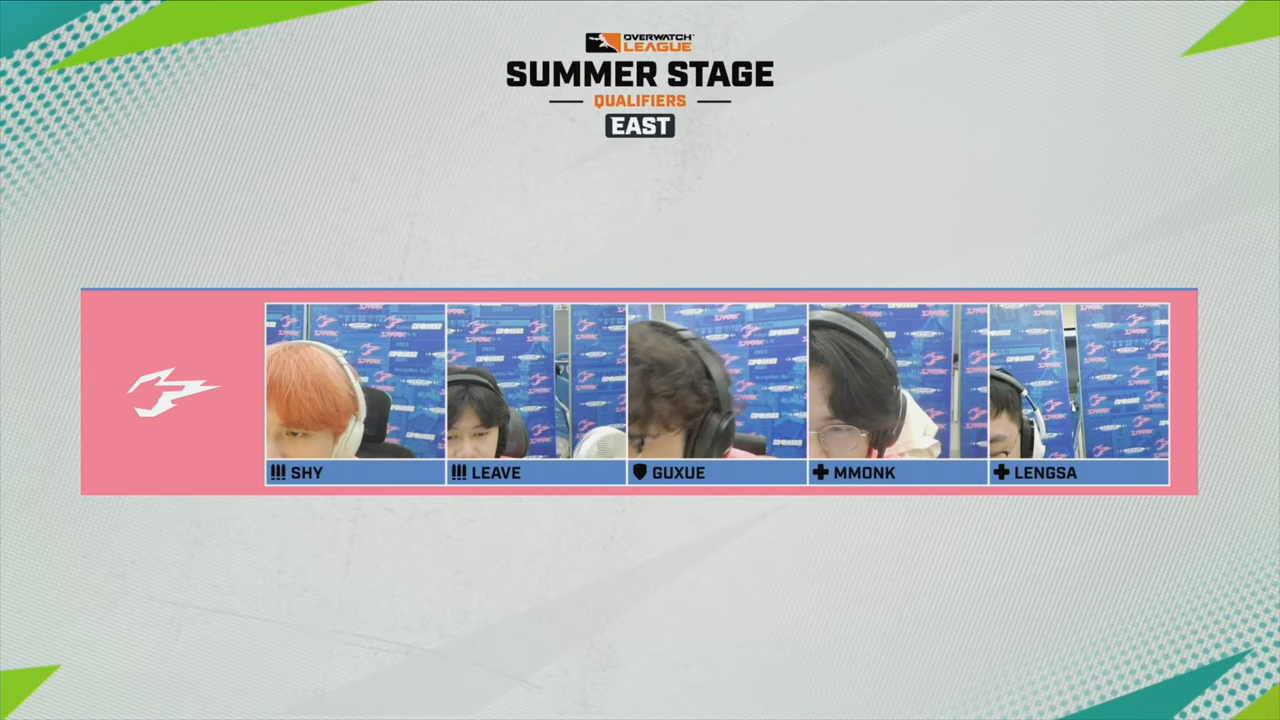 OVERWATCH
LEAGUE
SUMMER STAGE
QUALIFIERS
EAST
SHY
LEAVE
GUXUE
MMONK
LENGSA